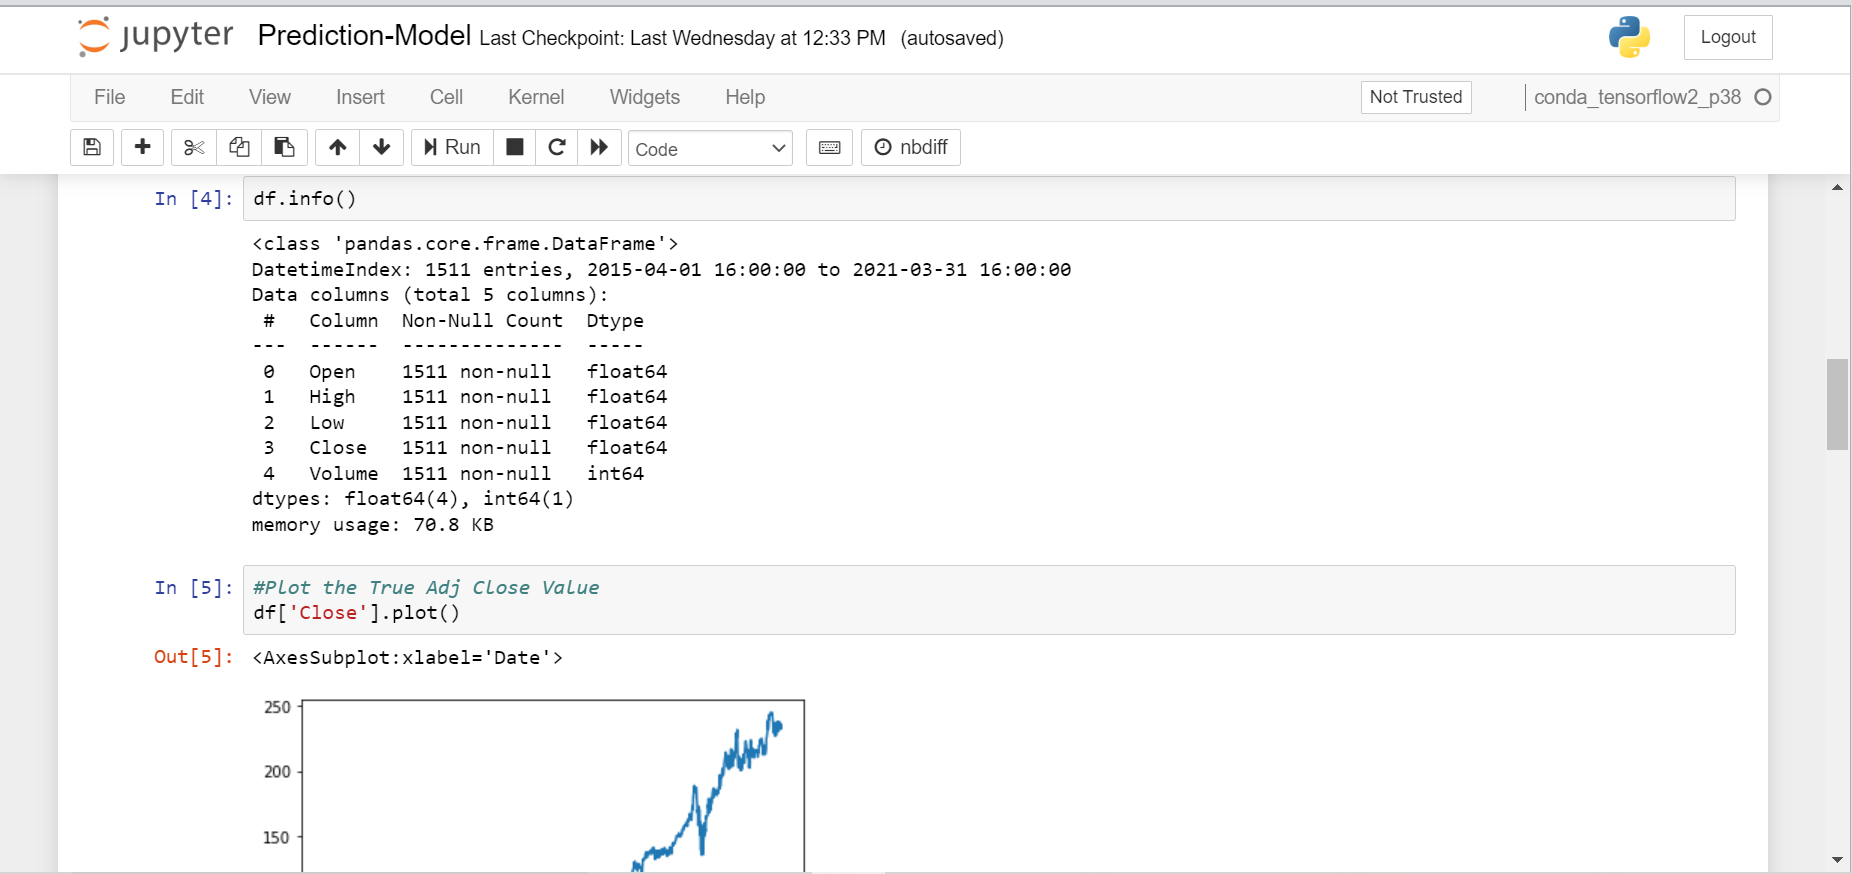 jupyter Prediction-Model Last Checkpoint: Last Wednesday at 12:33 PM (autosaved) Logout
File Edit View Insert Cell Kernel Widgets Help Not Trusted conda_tensorflow2_p38
Run Code nbdiff
In [4]: df.info()
<class 'pandas.core.frame.DataFrame'>
DatetimeIndex: 1511 entries, 2015-04-01 16:00:00 to 2021-03-31 16:00:00
Data columns (total 5 columns):
 #   Column  Non-Null Count  Dtype
---  ------  --------------  -----
 0   Open    1511 non-null   float64
 1   High    1511 non-null   float64
 2   Low     1511 non-null   float64
 3   Close   1511 non-null   float64
 4   Volume  1511 non-null   int64
dtypes: float64(4), int64(1)
memory usage: 70.8 KB
In [5]: #Plot the True Adj Close Value
df['Close'].plot()
Out[5]: <AxesSubplot:xlabel='Date'>
250
200
150